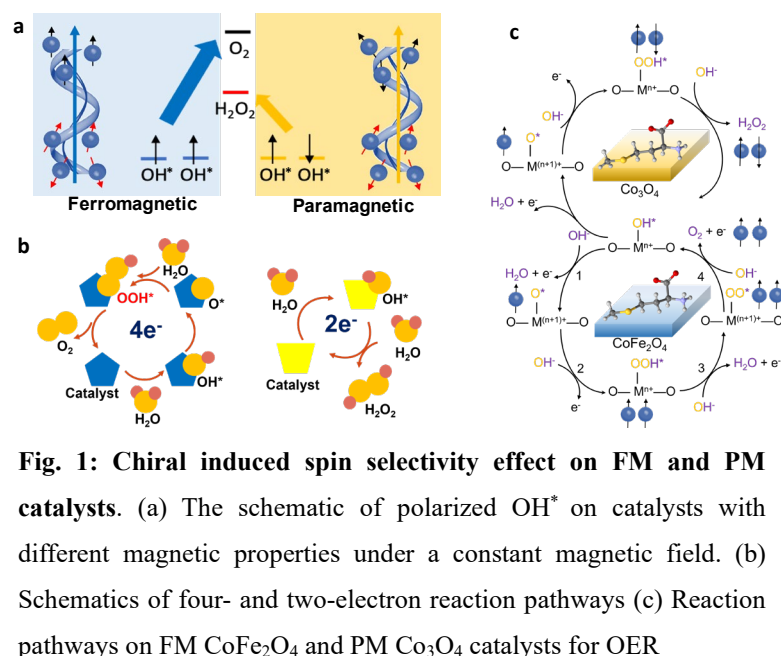 a
O₂
H₂O₂
OH* OH*
OH* OH*
Ferromagnetic
Paramagnetic
b
H₂O
OOH*
O*
4e⁻
O₂
Catalyst
OH*
H₂O
H₂O
OH*
2e⁻
H₂O
Catalyst
H₂O₂
c
OOH*
O—Mⁿ⁺—O
OH⁻
e⁻
OH⁻
O*
O—M⁽ⁿ⁺¹⁾⁺—O
H₂O₂
Co₃O₄
H₂O + e⁻
OH⁻
OH*
O—Mⁿ⁺—O
O₂ + e⁻
H₂O + e⁻
1
4
OH⁻
O*
O—M⁽ⁿ⁺¹⁾⁺—O
OO*
O—M⁽ⁿ⁺¹⁾⁺—O
CoFe₂O₄
OH⁻
2
OOH*
O—Mⁿ⁺—O
3
H₂O + e⁻
e⁻
OH⁻
Fig. 1: Chiral induced spin selectivity effect on FM and PM
catalysts. (a) The schematic of polarized OH* on catalysts with
different magnetic properties under a constant magnetic field. (b)
Schematics of four- and two-electron reaction pathways (c) Reaction
pathways on FM CoFe₂O₄ and PM Co₃O₄ catalysts for OER